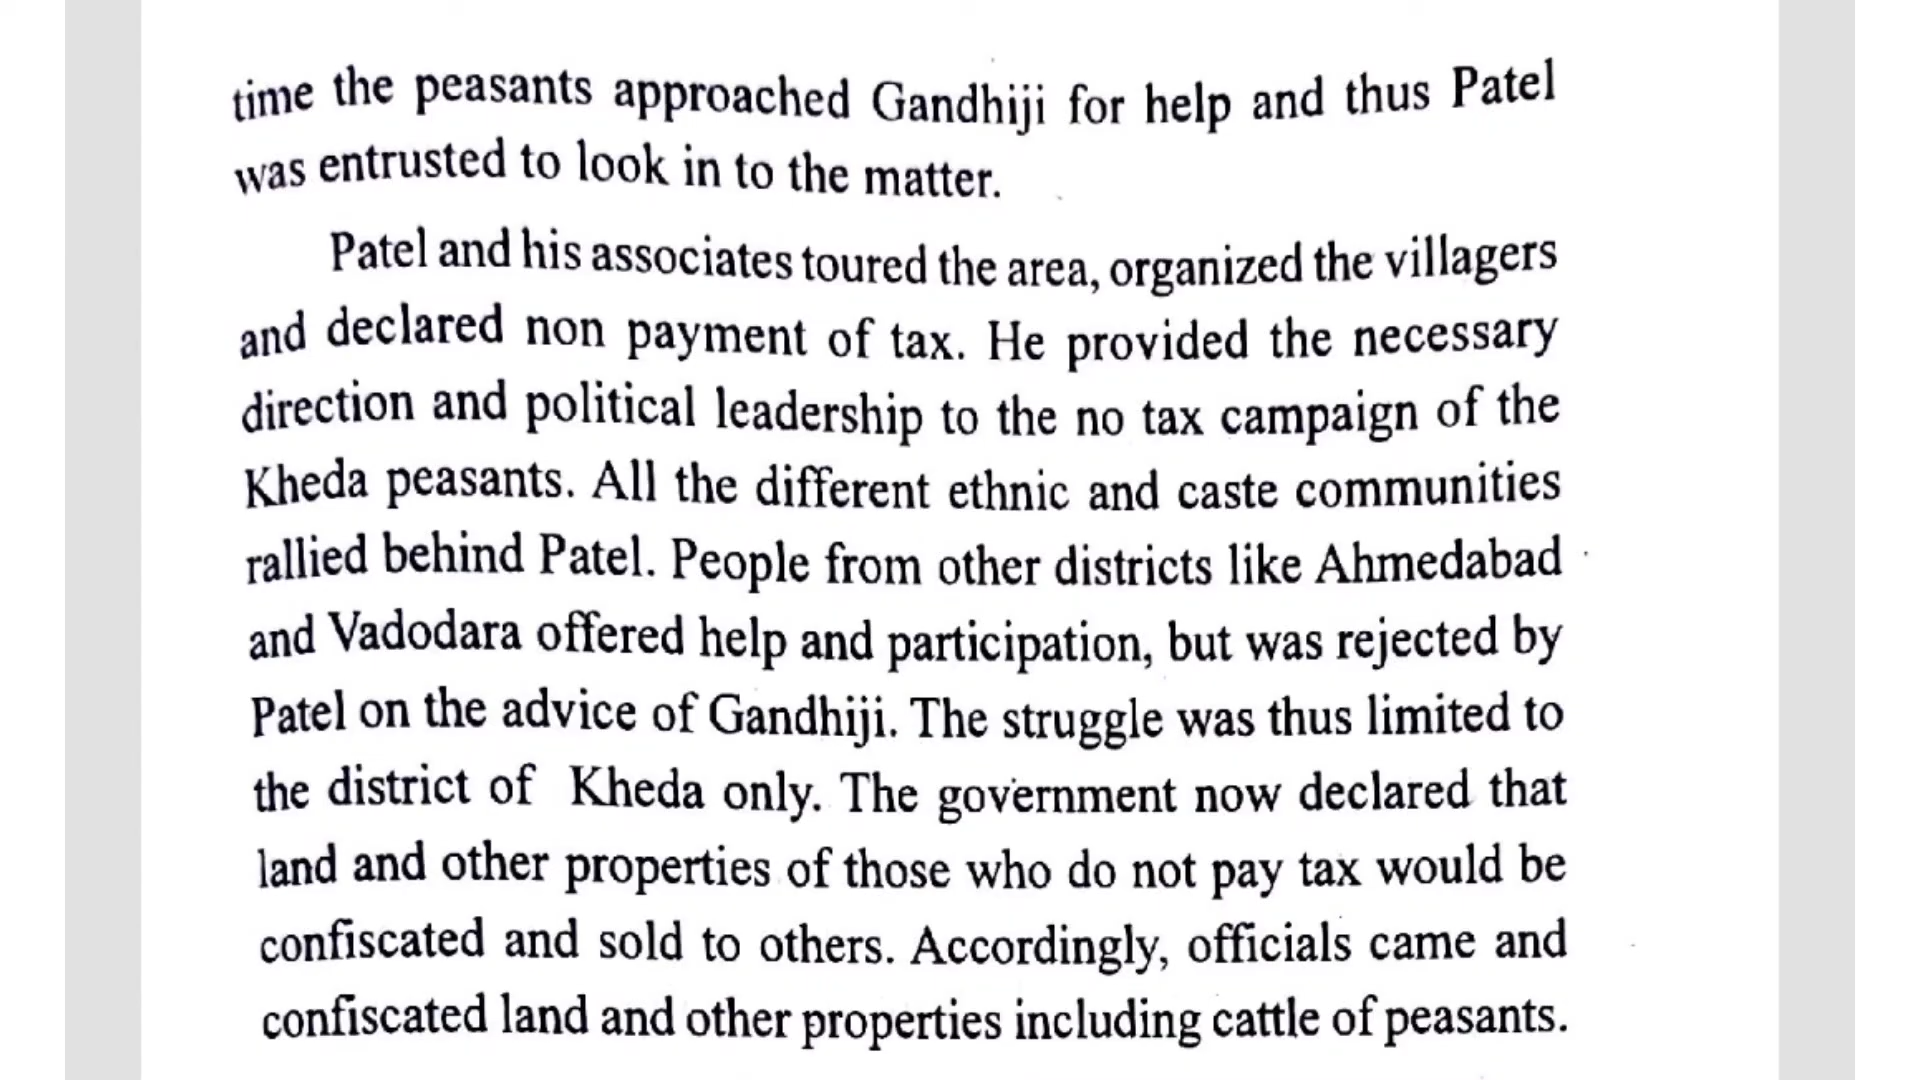 time the peasants approached Gandhiji for help and thus Patel
was entrusted to look in to the matter.
Patel and his associates toured the area, organized the villagers
and declared non payment of tax. He provided the necessary
direction and political leadership to the no tax campaign of the
Kheda peasants. All the different ethnic and caste communities
rallied behind Patel. People from other districts like Ahmedabad
and Vadodara offered help and participation, but was rejected by
Patel on the advice of Gandhiji. The struggle was thus limited to
the district of Kheda only. The government now declared that
land and other properties of those who do not pay tax would be
confiscated and sold to others. Accordingly, officials came and
confiscated land and other properties including cattle of peasants.